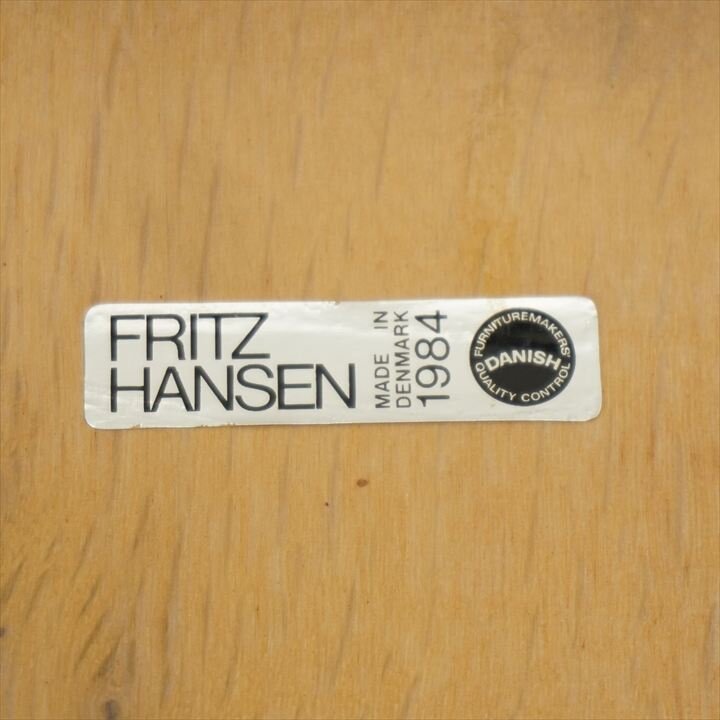 FRITZ
HANSEN
MADE IN
DENMARK
1984
FURNITUREMAKERS'
DANISH
QUALITY CONTROL